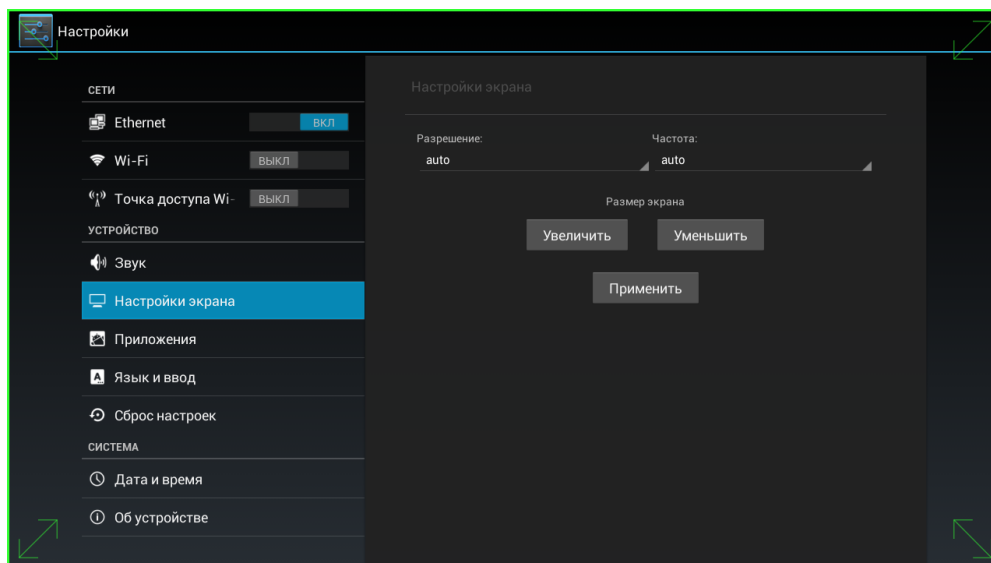 Настройки
СЕТИ
Ethernet ВКЛ
Wi-Fi ВЫКЛ
Точка доступа Wi- ВЫКЛ
УСТРОЙСТВО
Звук
Настройки экрана
Приложения
Язык и ввод
Сброс настроек
СИСТЕМА
Дата и время
Об устройстве
Настройки экрана
Разрешение: Частота:
auto auto
Размер экрана
Увеличить Уменьшить
Применить